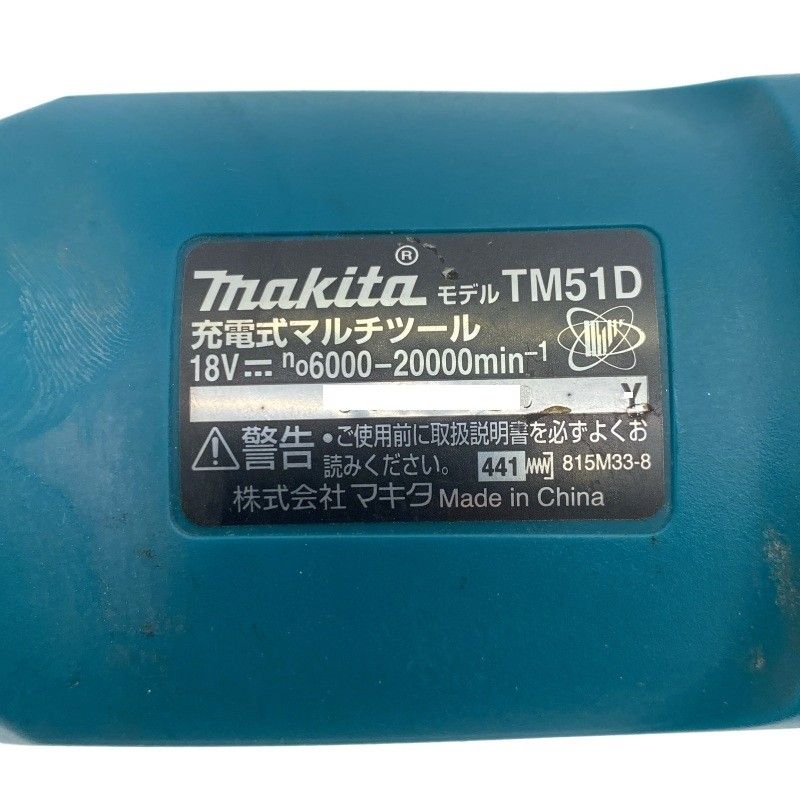 makita® モデル TM51D
充電式マルチツール
18V⎓ n₀6000-20000min⁻¹
Y
⚠警告 •ご使用前に取扱説明書を必ずよくお
読みください。 441 815M33-8
株式会社 マキタ Made in China